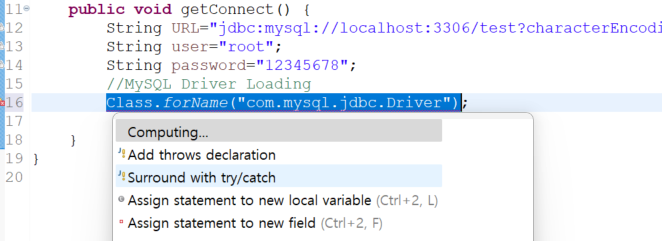 11 public void getConnect() {
12 String URL="jdbc:mysql://localhost:3306/test?characterEncodi
13 String user="root";
14 String password="12345678";
15 //MySQL Driver Loading
16 Class.forName("com.mysql.jdbc.Driver");
17
Computing...
18 }
Add throws declaration
19 }
Surround with try/catch
20
Assign statement to new local variable (Ctrl+2, L)
Assign statement to new field (Ctrl+2, F)